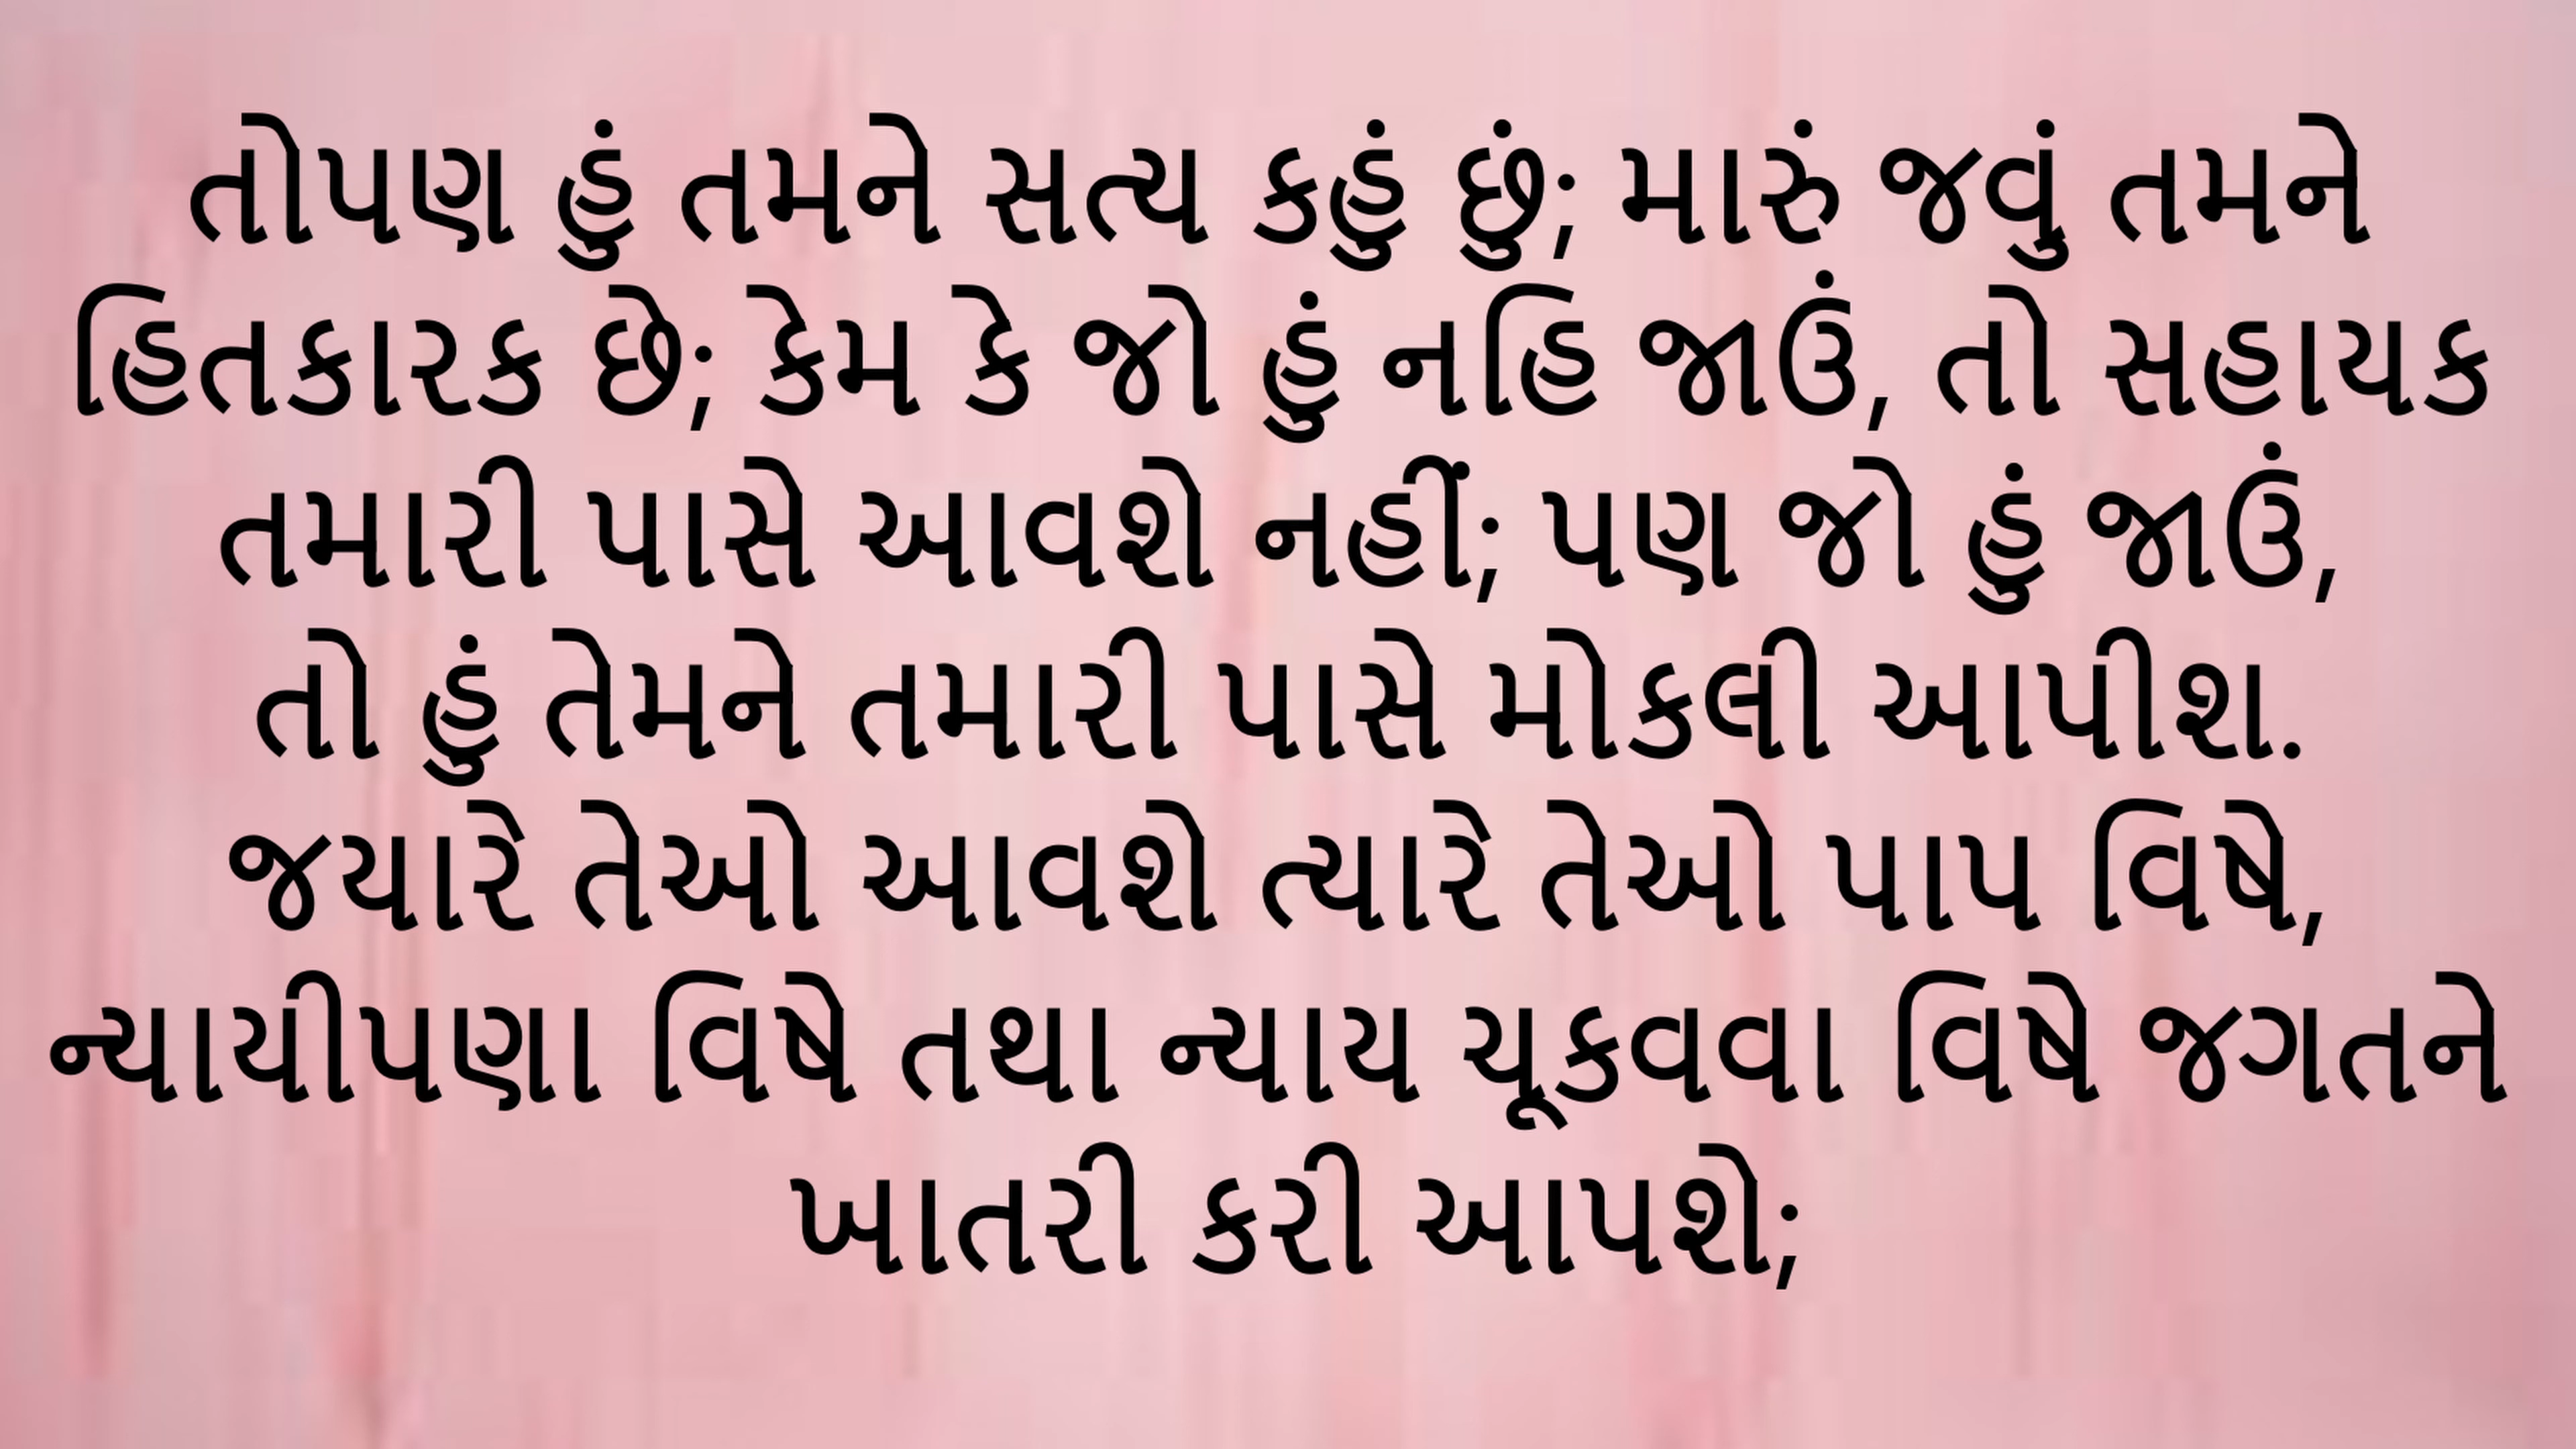 તોપણ હું તમને સત્ય કહું છું; મારું જવું તમને
હિતકારક છે; કેમ કે જો હું નહિ જાઉં, તો સહાયક
તમારી પાસે આવશે નહીં; પણ જો હું જાઉં,
તો હું તેમને તમારી પાસે મોકલી આપીશ.
જયારે તેઓ આવશે ત્યારે તેઓ પાપ વિષે,
ન્યાયીપણા વિષે તથા ન્યાય ચૂકવવા વિષે જગતને
ખાતરી કરી આપશે;